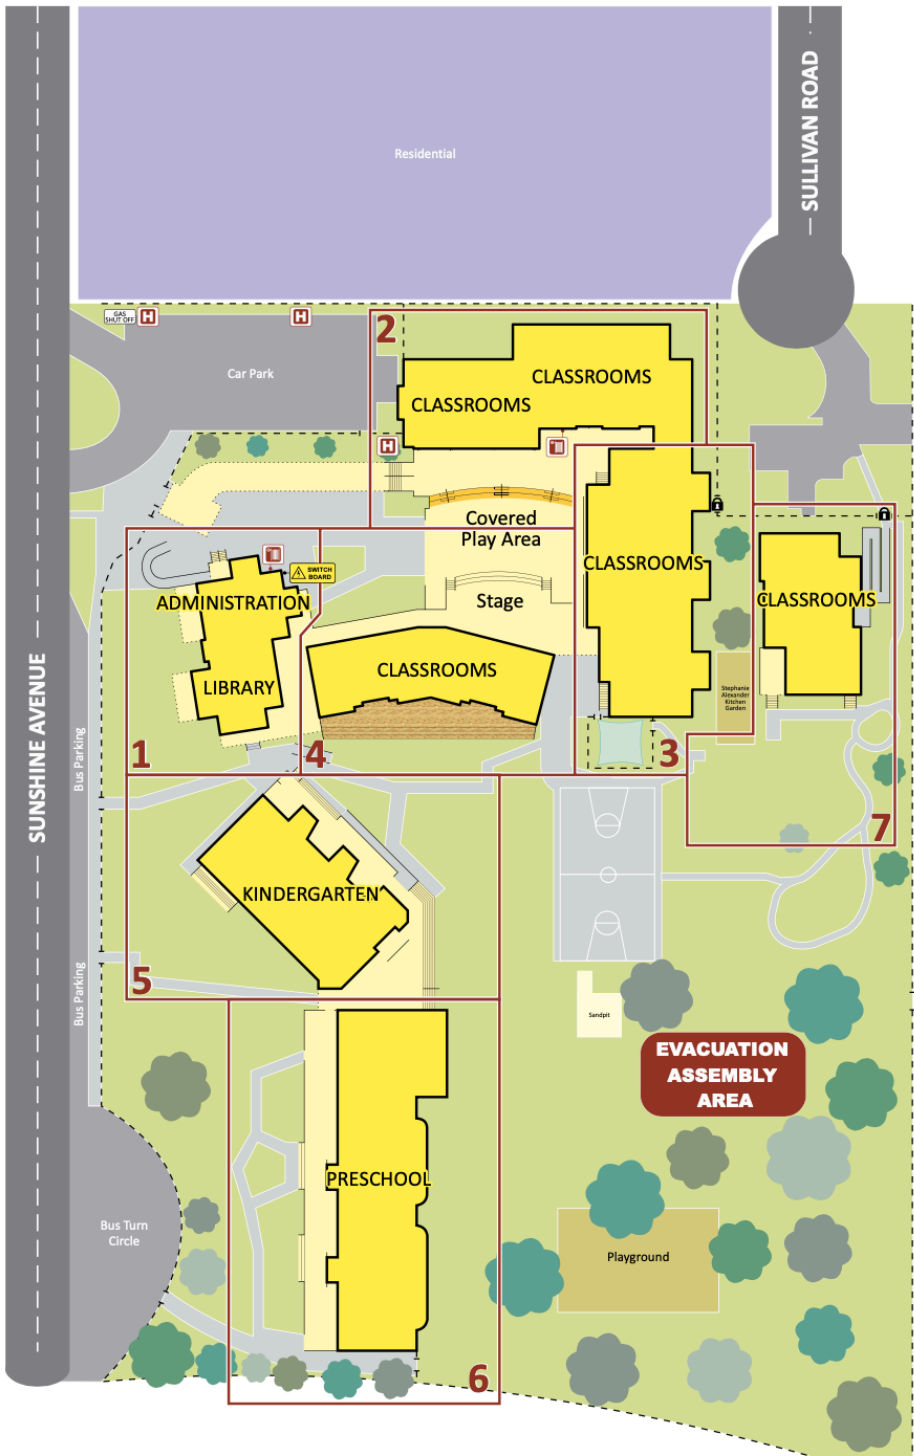 Residential
SULLIVAN ROAD
GAS
SHUT OFF
H
H
2
Car Park
CLASSROOMS
CLASSROOMS
H
Covered
Play Area
CLASSROOMS
SWITCH
BOARD
ADMINISTRATION
Stage
CLASSROOMS
CLASSROOMS
LIBRARY
Stephanie
Alexander
Kitchen
Garden
SUNSHINE AVENUE
Bus Parking
1
4
3
7
KINDERGARTEN
5
Bus Parking
Sandpit
EVACUATION
ASSEMBLY
AREA
PRESCHOOL
Bus Turn
Circle
Playground
6